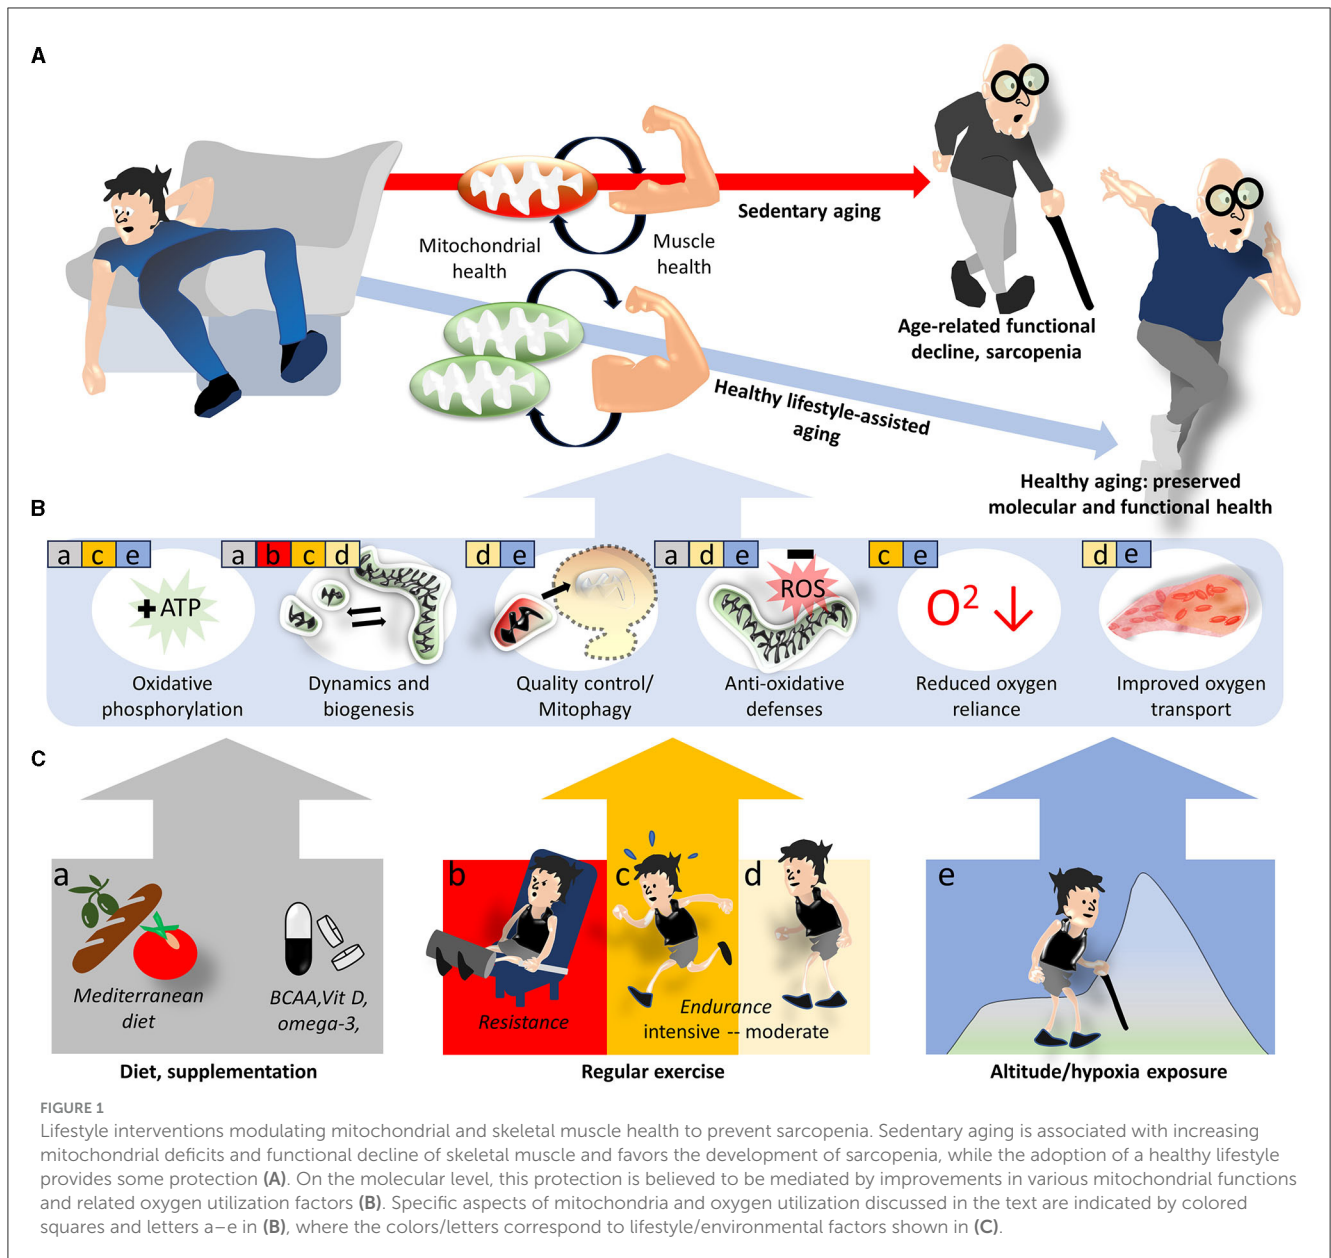 A
Mitochondrial
health
Muscle
health
Sedentary aging
Age-related functional
decline, sarcopenia
Healthy lifestyle-assisted
aging
Healthy aging: preserved
molecular and functional health
B
a c e
a b c d
d e
a d e
c e
d e
+ ATP
ROS
O² ↓
Oxidative
phosphorylation
Dynamics and
biogenesis
Quality control/
Mitophagy
Anti-oxidative
defenses
Reduced oxygen
reliance
Improved oxygen
transport
C
a
Mediterranean
diet
BCAA,Vit D,
omega-3,
Diet, supplementation
b
Resistance
c
d
Endurance
intensive -- moderate
Regular exercise
e
Altitude/hypoxia exposure
FIGURE 1
Lifestyle interventions modulating mitochondrial and skeletal muscle health to prevent sarcopenia. Sedentary aging is associated with increasing
mitochondrial deficits and functional decline of skeletal muscle and favors the development of sarcopenia, while the adoption of a healthy lifestyle
provides some protection (A). On the molecular level, this protection is believed to be mediated by improvements in various mitochondrial functions
and related oxygen utilization factors (B). Specific aspects of mitochondria and oxygen utilization discussed in the text are indicated by colored
squares and letters a–e in (B), where the colors/letters correspond to lifestyle/environmental factors shown in (C).